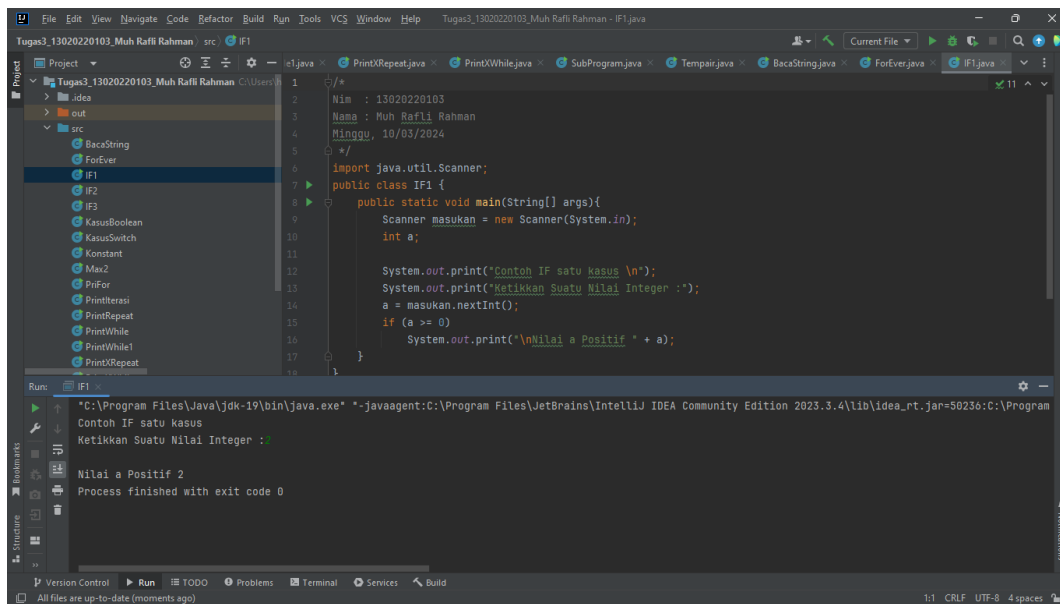 File Edit View Navigate Code Refactor Build Run Tools VCS Window Help Tugas3_13020220103_Muh Rafli Rahman - IF1.java
Tugas3_13020220103_Muh Rafli Rahman src IF1 Current File
Project
Project e1.java PrintXRepeat.java PrintXWhile.java SubProgram.java Tempair.java BacaString.java ForEver.java IF1.java
Tugas3_13020220103_Muh Rafli Rahman C:\Users\
.idea
out
src
BacaString
ForEver
IF1
IF2
IF3
KasusBoolean
KasusSwitch
Konstant
Max2
PriFor
PrintIterasi
PrintRepeat
PrintWhile
PrintWhile1
PrintXRepeat
11
1 /*
2 Nim : 13020220103
3 Nama : Muh Rafli Rahman
4 Minggu, 10/03/2024
5 */
6 import java.util.Scanner;
7 public class IF1 {
8 public static void main(String[] args){
9 Scanner masukan = new Scanner(System.in);
10 int a;
11
12 System.out.print("Contoh IF satu kasus \n");
13 System.out.print("Ketikkan Suatu Nilai Integer :");
14 a = masukan.nextInt();
15 if (a >= 0)
16 System.out.print("\nNilai a Positif " + a);
17 }
18 }
Run: IF1
"C:\Program Files\Java\jdk-19\bin\java.exe" "-javaagent:C:\Program Files\JetBrains\IntelliJ IDEA Community Edition 2023.3.4\lib\idea_rt.jar=50236:C:\Program
Contoh IF satu kasus
Ketikkan Suatu Nilai Integer :2
Nilai a Positif 2
Process finished with exit code 0
Bookmarks
Structure
Version Control Run TODO Problems Terminal Services Build
All files are up-to-date (moments ago) 1:1 CRLF UTF-8 4 spaces